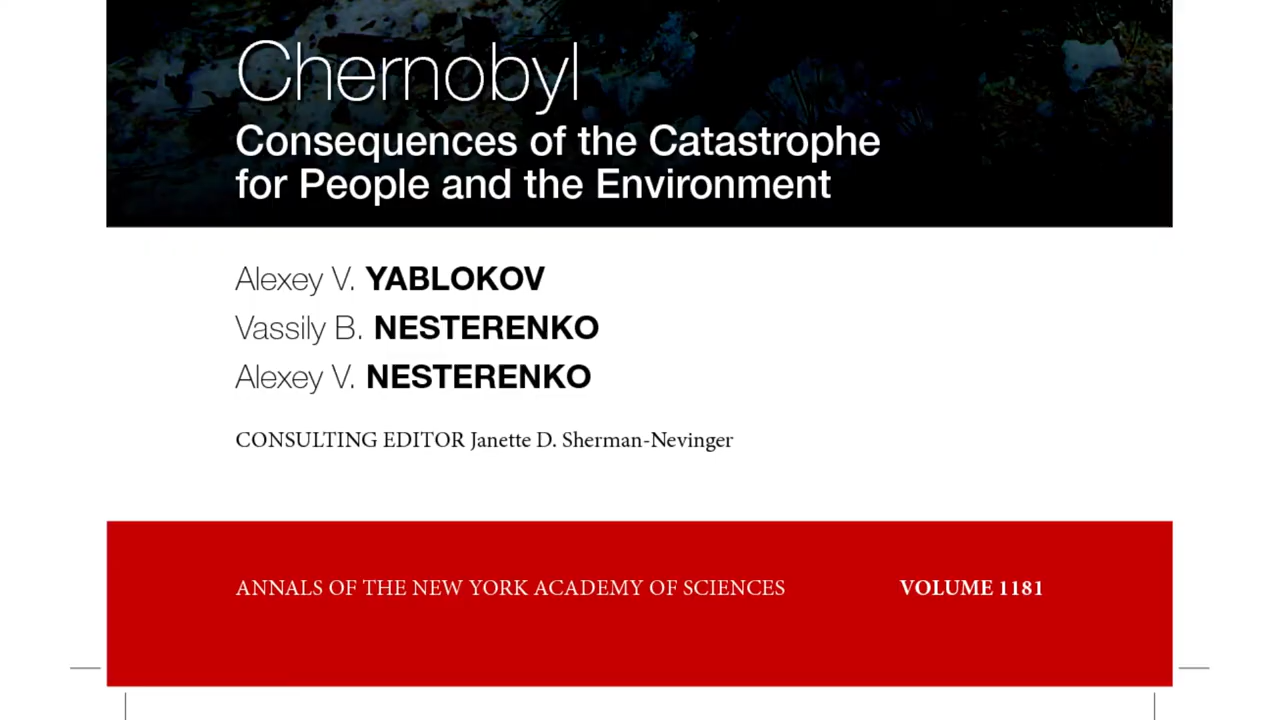 Chernobyl
Consequences of the Catastrophe
for People and the Environment
Alexey V. YABLOKOV
Vassily B. NESTERENKO
Alexey V. NESTERENKO
CONSULTING EDITOR Janette D. Sherman-Nevinger
ANNALS OF THE NEW YORK ACADEMY OF SCIENCES VOLUME 1181